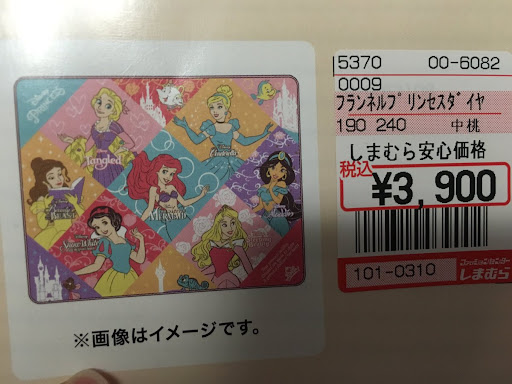 Disney
PRINCESS
Tangled
Cinderella
Beauty
BEAST
The Little
MERMAID
Aladdin
Snow White
※画像はイメージです。
5370 00-6082
0009
フランネルプリンセスダイヤ
190 240 中桃
しまむら安心価格
税込
¥3,900
101-0310
ファッションセンター
しまむら